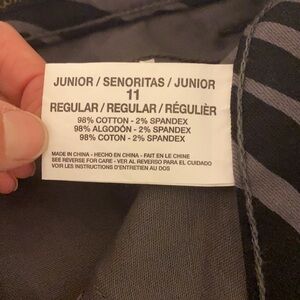 JUNIOR / SENORITAS / JUNIOR
11
REGULAR / REGULAR / RÉGULIÈR
98% COTTON - 2% SPANDEX
98% ALGODÓN - 2% SPANDEX
98% COTON - 2% SPANDEX
MADE IN CHINA - HECHO EN CHINA - FAIT EN LE CHINE
SEE REVERSE FOR CARE - VER AL REVERSO PARA EL CUIDADO
VOIR LES INSTRUCTIONS D'ENTRETIEN AU DOS